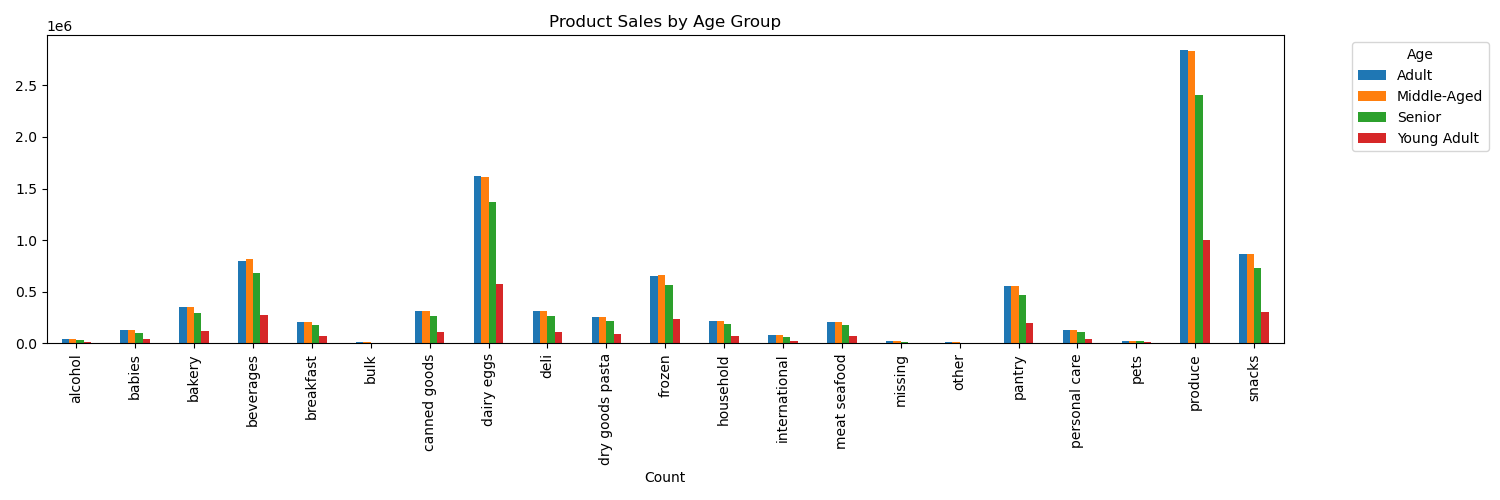 Product Sales by Age Group
1e6
2.5
2.0
1.5
1.0
0.5
0.0
alcohol
babies
bakery
beverages
breakfast
bulk
canned goods
dairy eggs
deli
dry goods pasta
frozen
household
international
meat seafood
missing
other
pantry
personal care
pets
produce
snacks
Count
Age
Adult
Middle-Aged
Senior
Young Adult